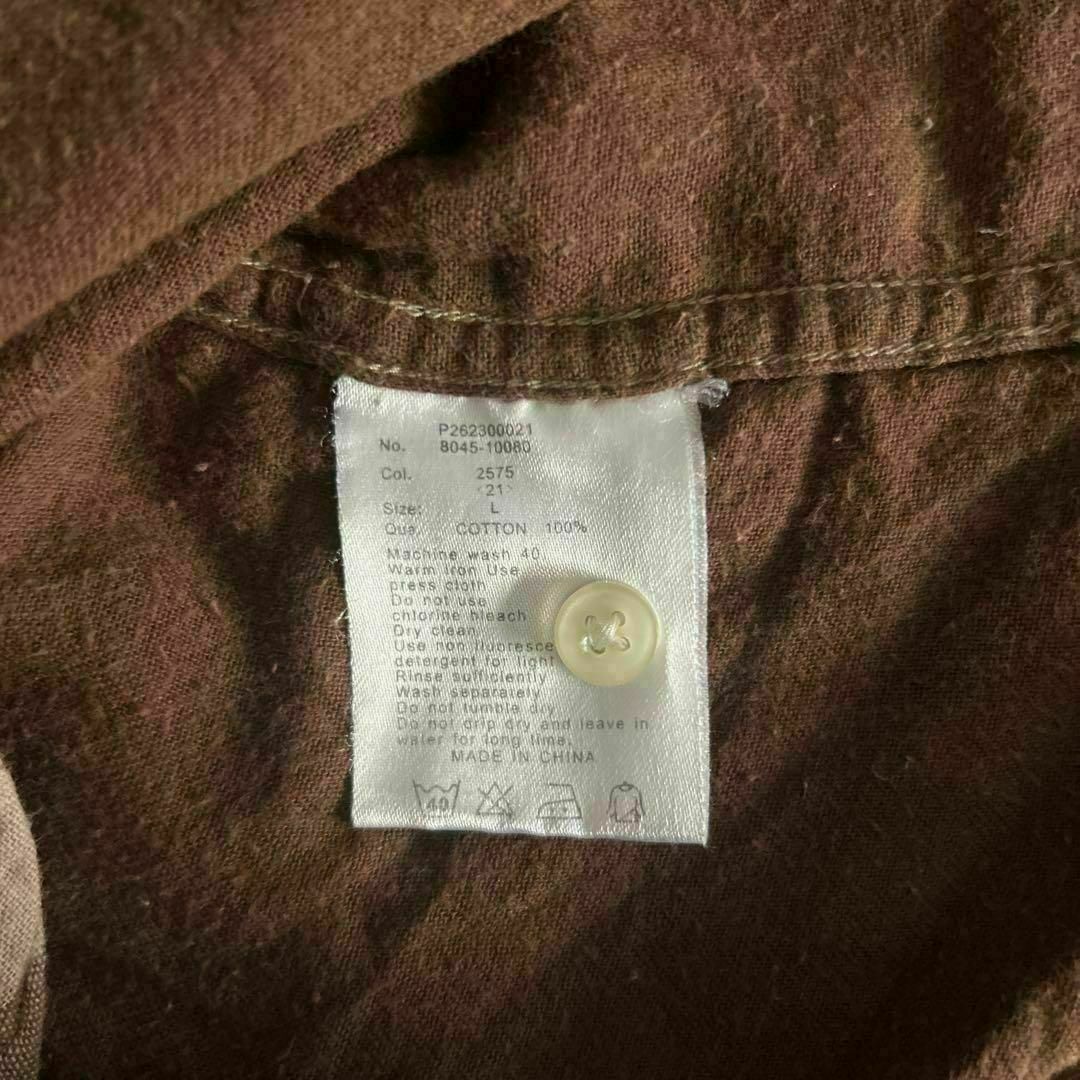 P262300021
No. 8045-10080
Col. 2575
<21>
Size: L
Qua. COTTON 100%
Machine wash 40
Warm Iron Use
press cloth
Do not use
chlorine bleach
Dry clean
Use non fluoresce
detergent for light
Rinse sufficiently
Wash separately
Do not tumble dry
Do not drip dry and leave in
water for long time.
MADE IN CHINA
40